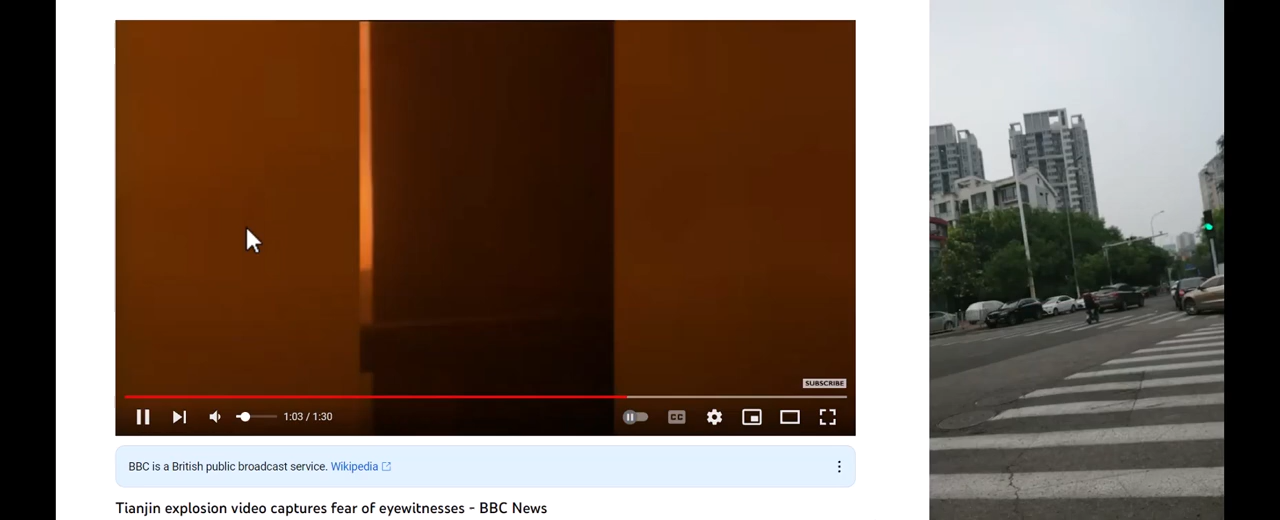 SUBSCRIBE
1:03 / 1:30
CC
BBC is a British public broadcast service. Wikipedia
Tianjin explosion video captures fear of eyewitnesses - BBC News